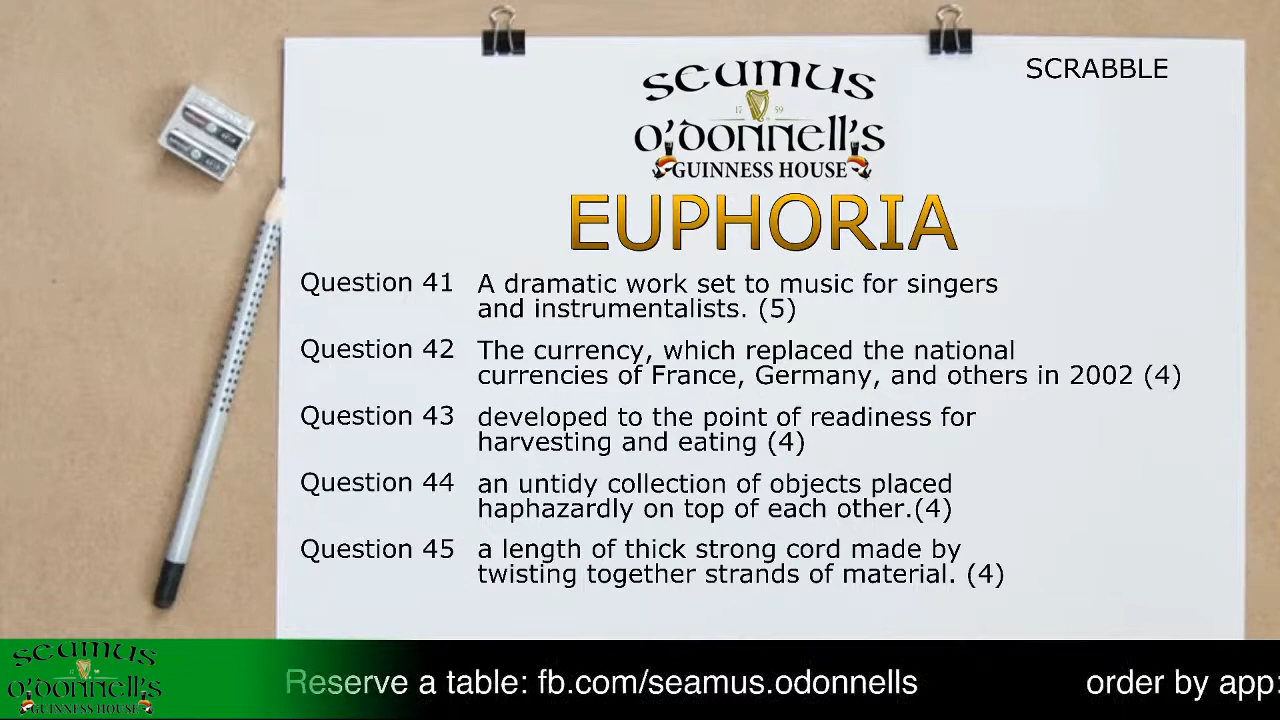 SCRABBLE
seumus
17 59
o'donnell's
GUINNESS HOUSE
EUPHORIA
Question 41 A dramatic work set to music for singers
and instrumentalists. (5)
Question 42 The currency, which replaced the national
currencies of France, Germany, and others in 2002 (4)
Question 43 developed to the point of readiness for
harvesting and eating (4)
Question 44 an untidy collection of objects placed
haphazardly on top of each other.(4)
Question 45 a length of thick strong cord made by
twisting together strands of material. (4)
seamus
o'donnell's
GUINNESS HOUSE
Reserve a table: fb.com/seamus.odonnells order by app: